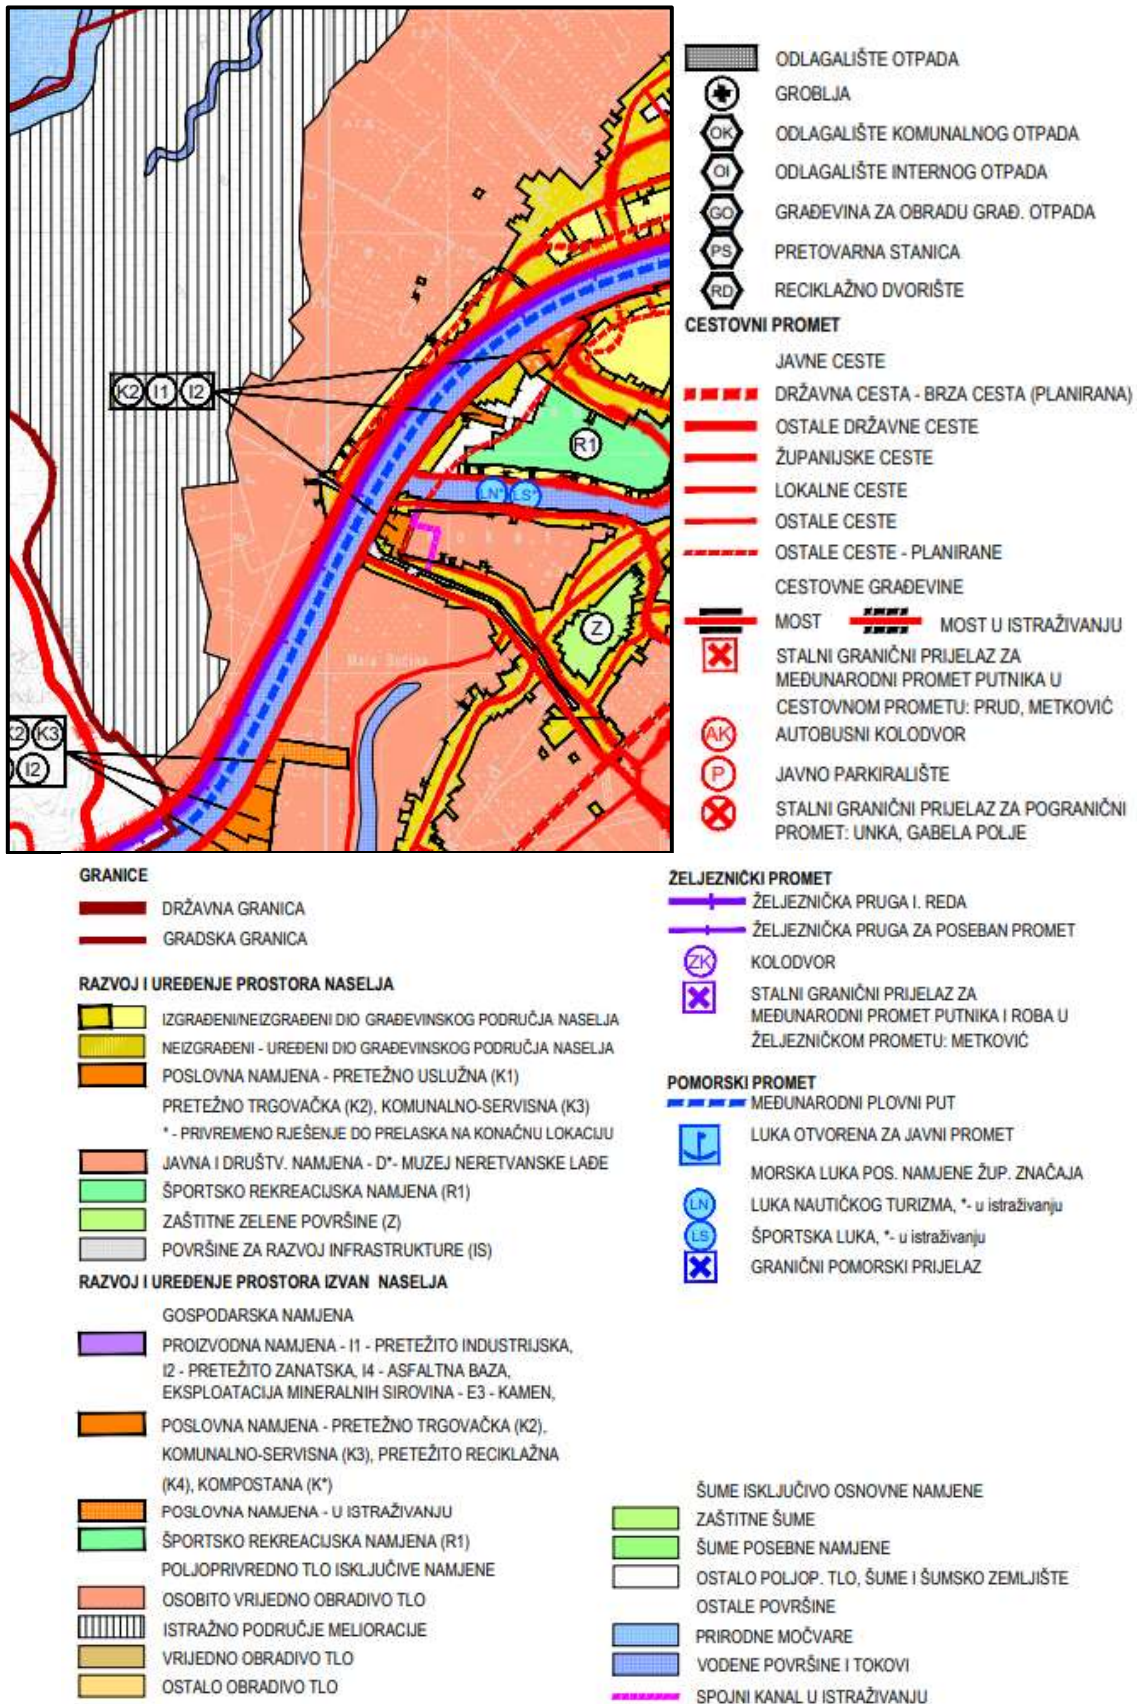 K2 I1 I2
R1
LN* LS*
Z
K3
I2
ODLAGALIŠTE OTPADA
GROBLJA
OK ODLAGALIŠTE KOMUNALNOG OTPADA
OI ODLAGALIŠTE INTERNOG OTPADA
GO GRAĐEVINA ZA OBRADU GRAĐ. OTPADA
PS PRETOVARNA STANICA
RD RECIKLAŽNO DVORIŠTE
CESTOVNI PROMET
JAVNE CESTE
DRŽAVNA CESTA - BRZA CESTA (PLANIRANA)
OSTALE DRŽAVNE CESTE
ŽUPANIJSKE CESTE
LOKALNE CESTE
OSTALE CESTE
OSTALE CESTE - PLANIRANE
CESTOVNE GRAĐEVINE
MOST MOST U ISTRAŽIVANJU
STALNI GRANIČNI PRIJELAZ ZA
MEĐUNARODNI PROMET PUTNIKA U
CESTOVNOM PROMETU: PRUD, METKOVIĆ
AK AUTOBUSNI KOLODVOR
P JAVNO PARKIRALIŠTE
STALNI GRANIČNI PRIJELAZ ZA POGRANIČNI
PROMET: UNKA, GABELA POLJE
GRANICE
DRŽAVNA GRANICA
GRADSKA GRANICA
RAZVOJ I UREĐENJE PROSTORA NASELJA
IZGRAĐENI/NEIZGRAĐENI DIO GRAĐEVINSKOG PODRUČJA NASELJA
NEIZGRAĐENI - UREĐENI DIO GRAĐEVINSKOG PODRUČJA NASELJA
POSLOVNA NAMJENA - PRETEŽNO USLUŽNA (K1)
PRETEŽNO TRGOVAČKA (K2), KOMUNALNO-SERVISNA (K3)
* - PRIVREMENO RJEŠENJE DO PRELASKA NA KONAČNU LOKACIJU
JAVNA I DRUŠTV. NAMJENA - D*- MUZEJ NERETVANSKE LAĐE
ŠPORTSKO REKREACIJSKA NAMJENA (R1)
ZAŠTITNE ZELENE POVRŠINE (Z)
POVRŠINE ZA RAZVOJ INFRASTRUKTURE (IS)
RAZVOJ I UREĐENJE PROSTORA IZVAN NASELJA
GOSPODARSKA NAMJENA
PROIZVODNA NAMJENA - I1 - PRETEŽITO INDUSTRIJSKA,
I2 - PRETEŽITO ZANATSKA, I4 - ASFALTNA BAZA,
EKSPLOATACIJA MINERALNIH SIROVINA - E3 - KAMEN,
POSLOVNA NAMJENA - PRETEŽNO TRGOVAČKA (K2),
KOMUNALNO-SERVISNA (K3), PRETEŽITO RECIKLAŽNA
(K4), KOMPOSTANA (K*)
POSLOVNA NAMJENA - U ISTRAŽIVANJU
ŠPORTSKO REKREACIJSKA NAMJENA (R1)
POLJOPRIVREDNO TLO ISKLJUČIVE NAMJENE
OSOBITO VRIJEDNO OBRADIVO TLO
ISTRAŽNO PODRUČJE MELIORACIJE
VRIJEDNO OBRADIVO TLO
OSTALO OBRADIVO TLO
ŽELJEZNIČKI PROMET
ŽELJEZNIČKA PRUGA I. REDA
ŽELJEZNIČKA PRUGA ZA POSEBAN PROMET
ZK KOLODVOR
STALNI GRANIČNI PRIJELAZ ZA
MEĐUNARODNI PROMET PUTNIKA I ROBA U
ŽELJEZNIČKOM PROMETU: METKOVIĆ
POMORSKI PROMET
MEĐUNARODNI PLOVNI PUT
LUKA OTVORENA ZA JAVNI PROMET
MORSKA LUKA POS. NAMJENE ŽUP. ZNAČAJA
LN LUKA NAUTIČKOG TURIZMA, *- u istraživanju
LS ŠPORTSKA LUKA, *- u istraživanju
GRANIČNI POMORSKI PRIJELAZ
ŠUME ISKLJUČIVO OSNOVNE NAMJENE
ZAŠTITNE ŠUME
ŠUME POSEBNE NAMJENE
OSTALO POLJOP. TLO, ŠUME I ŠUMSKO ZEMLJIŠTE
OSTALE POVRŠINE
PRIRODNE MOČVARE
VODENE POVRŠINE I TOKOVI
SPOJNI KANAL U ISTRAŽIVANJU